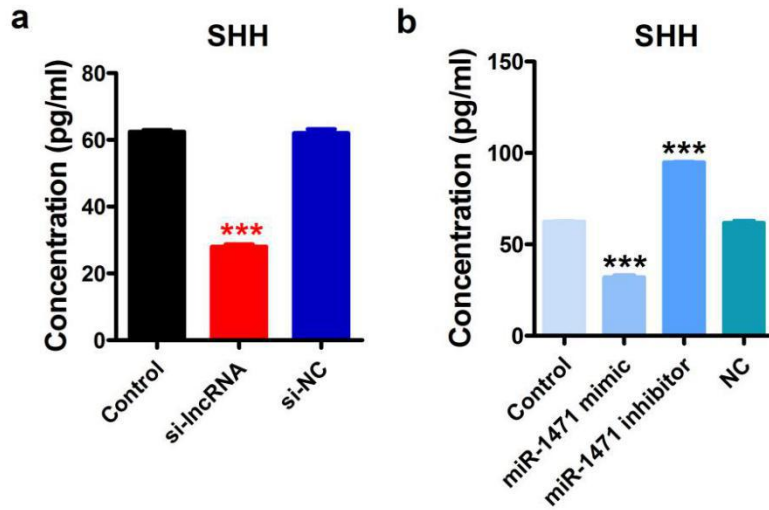 a
SHH
Concentration (pg/ml)
80
60
40
20
0
***
Control
si-lncRNA
si-NC
b
SHH
Concentration (pg/ml)
150
100
50
0
***
***
Control
miR-1471 mimic
miR-1471 inhibitor
NC